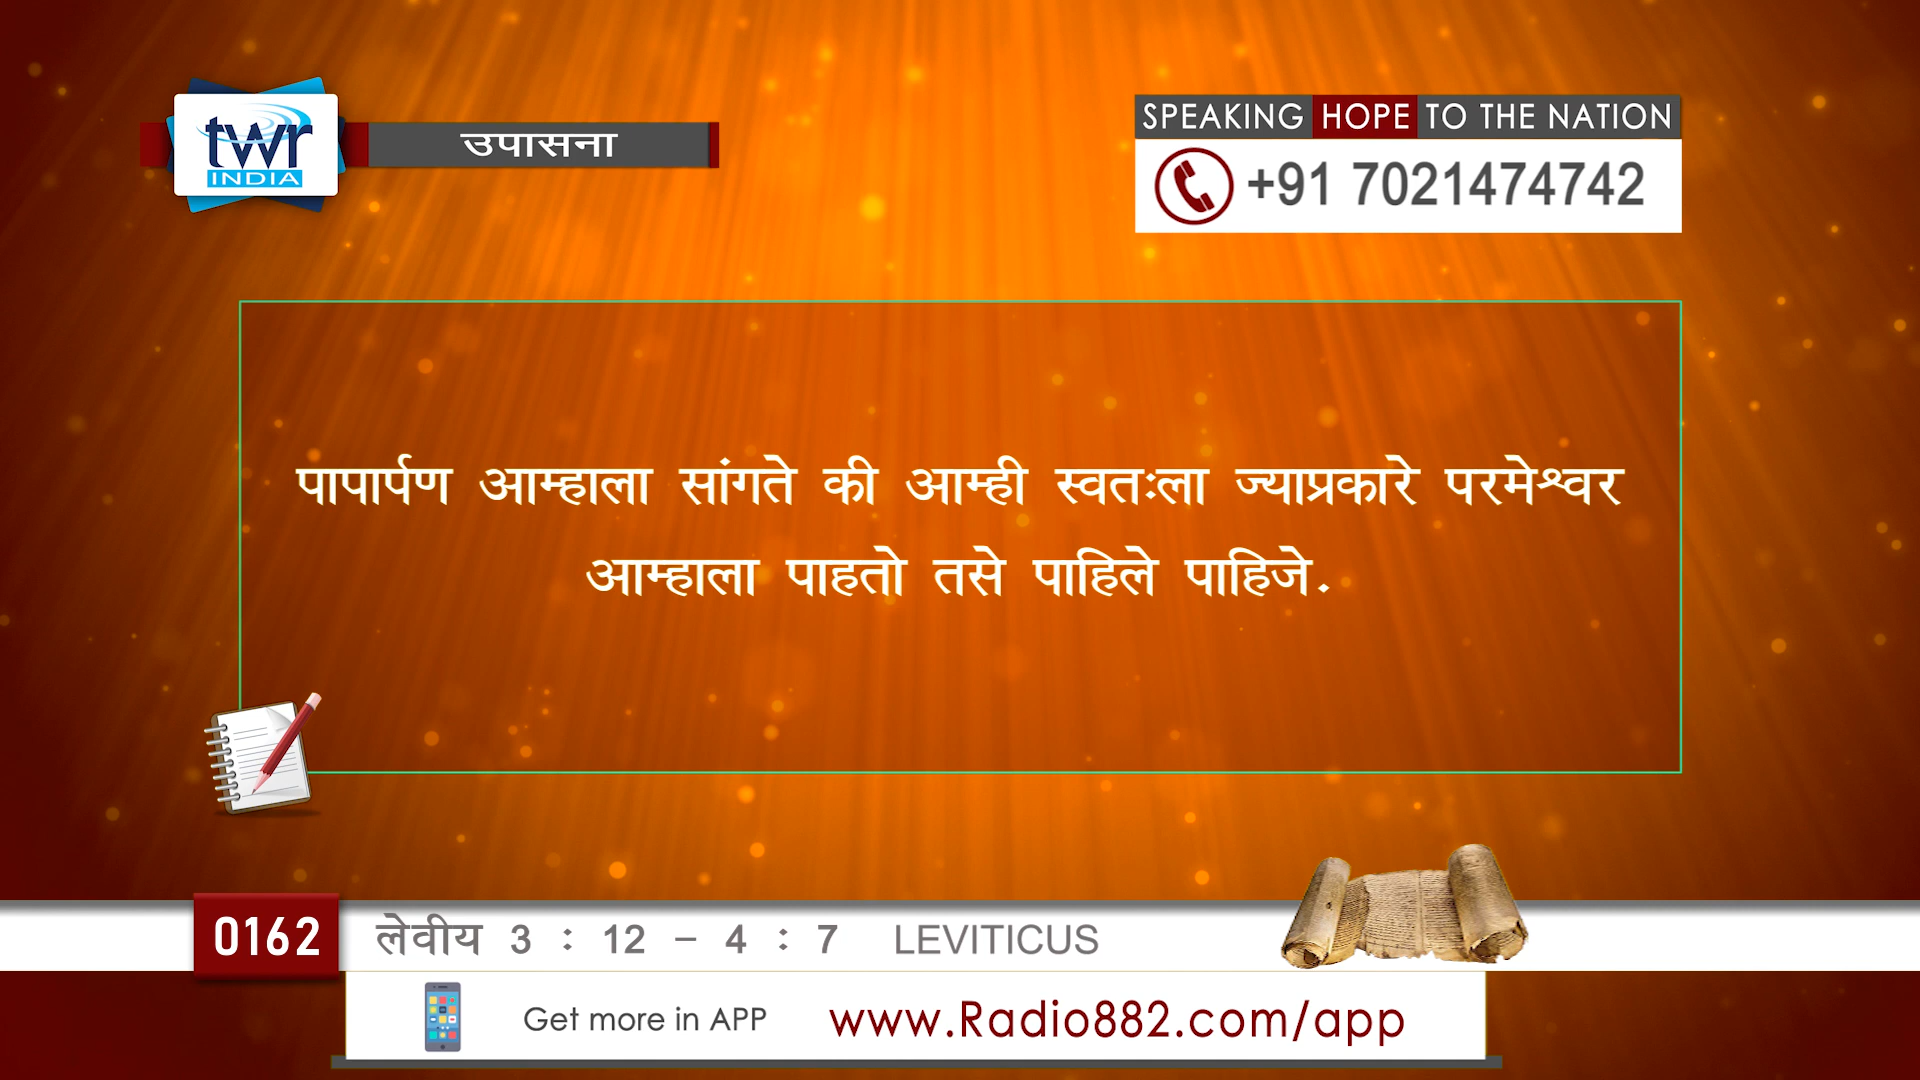 twr
INDIA
उपासना
SPEAKING HOPE TO THE NATION
+91 7021474742
पापार्पण आम्हाला सांगते की आम्ही स्वतःला ज्याप्रकारे परमेश्वर
आम्हाला पाहतो तसे पाहिले पाहिजे.
0162
लेवीय 3 : 12 - 4 : 7 LEVITICUS
Get more in APP www.Radio882.com/app